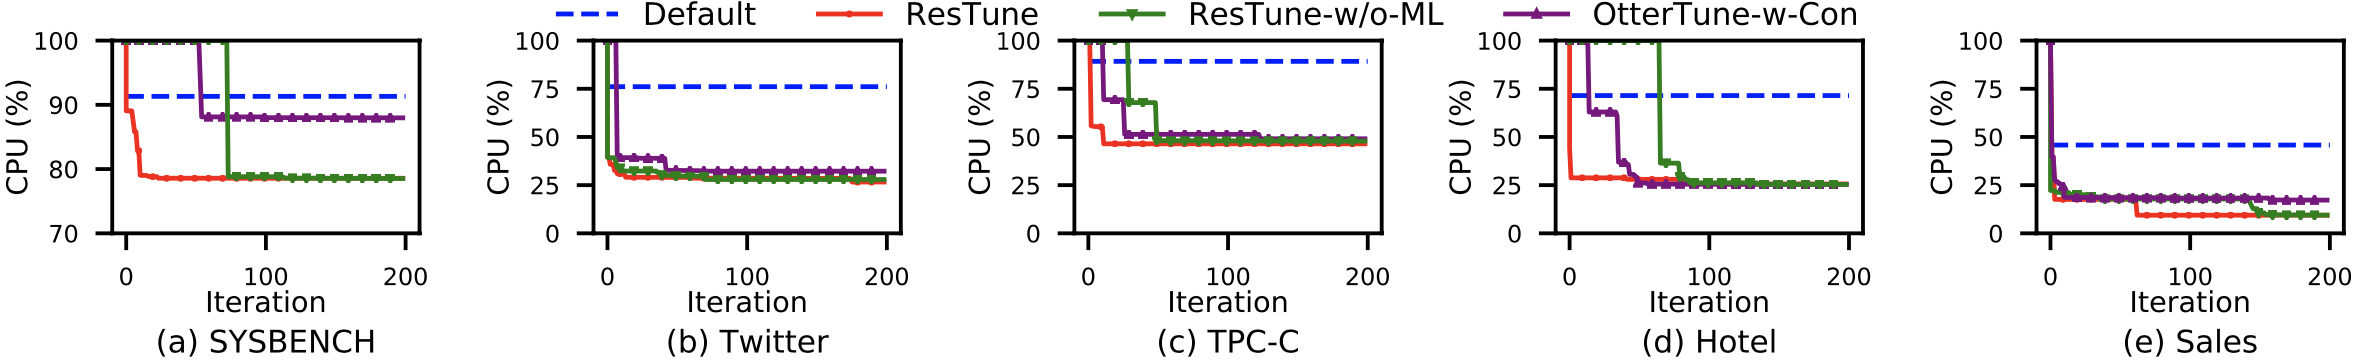 Default ResTune ResTune-w/o-ML OtterTune-w-Con
100 90 80 70
CPU (%)
0 100 200
Iteration
(a) SYSBENCH
100 75 50 25 0
CPU (%)
0 100 200
Iteration
(b) Twitter
100 75 50 25 0
CPU (%)
0 100 200
Iteration
(c) TPC-C
100 75 50 25 0
CPU (%)
0 100 200
Iteration
(d) Hotel
100 75 50 25 0
CPU (%)
0 100 200
Iteration
(e) Sales